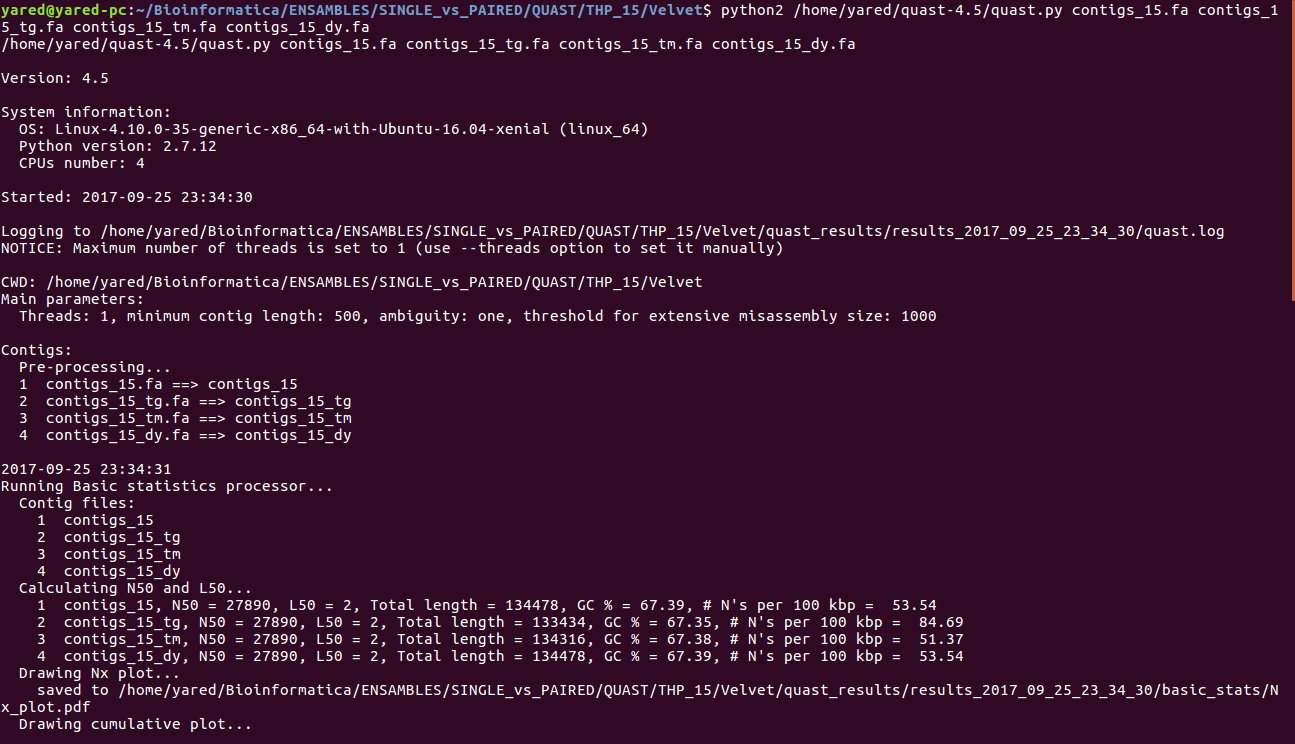 yared@yared-pc:~/Bioinformatica/ENSAMBLES/SINGLE_vs_PAIRED/QUAST/THP_15/Velvet$ python2 /home/yared/quast-4.5/quast.py contigs_15.fa contigs_1
5_tg.fa contigs_15_tm.fa contigs_15_dy.fa
/home/yared/quast-4.5/quast.py contigs_15.fa contigs_15_tg.fa contigs_15_tm.fa contigs_15_dy.fa
Version: 4.5
System information:
OS: Linux-4.10.0-35-generic-x86_64-with-Ubuntu-16.04-xenial (linux_64)
Python version: 2.7.12
CPUs number: 4
Started: 2017-09-25 23:34:30
Logging to /home/yared/Bioinformatica/ENSAMBLES/SINGLE_vs_PAIRED/QUAST/THP_15/Velvet/quast_results/results_2017_09_25_23_34_30/quast.log
NOTICE: Maximum number of threads is set to 1 (use --threads option to set it manually)
CWD: /home/yared/Bioinformatica/ENSAMBLES/SINGLE_vs_PAIRED/QUAST/THP_15/Velvet
Main parameters:
Threads: 1, minimum contig length: 500, ambiguity: one, threshold for extensive misassembly size: 1000
Contigs:
Pre-processing...
1  contigs_15.fa ==> contigs_15
2  contigs_15_tg.fa ==> contigs_15_tg
3  contigs_15_tm.fa ==> contigs_15_tm
4  contigs_15_dy.fa ==> contigs_15_dy
2017-09-25 23:34:31
Running Basic statistics processor...
Contig files:
1  contigs_15
2  contigs_15_tg
3  contigs_15_tm
4  contigs_15_dy
Calculating N50 and L50...
1  contigs_15, N50 = 27890, L50 = 2, Total length = 134478, GC % = 67.39, # N's per 100 kbp =  53.54
2  contigs_15_tg, N50 = 27890, L50 = 2, Total length = 133434, GC % = 67.35, # N's per 100 kbp =  84.69
3  contigs_15_tm, N50 = 27890, L50 = 2, Total length = 134316, GC % = 67.38, # N's per 100 kbp =  51.37
4  contigs_15_dy, N50 = 27890, L50 = 2, Total length = 134478, GC % = 67.39, # N's per 100 kbp =  53.54
Drawing Nx plot...
saved to /home/yared/Bioinformatica/ENSAMBLES/SINGLE_vs_PAIRED/QUAST/THP_15/Velvet/quast_results/results_2017_09_25_23_34_30/basic_stats/N
x_plot.pdf
Drawing cumulative plot...